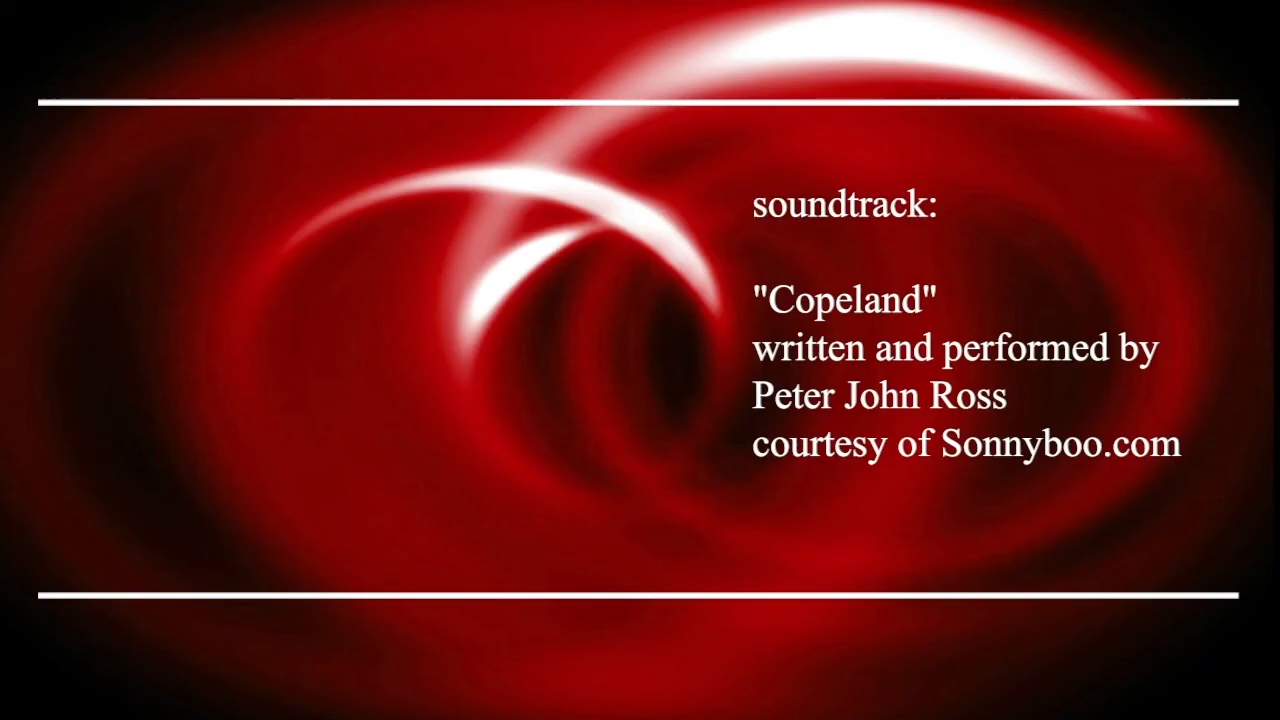 soundtrack:
"Copeland"
written and performed by
Peter John Ross
courtesy of Sonnyboo.com